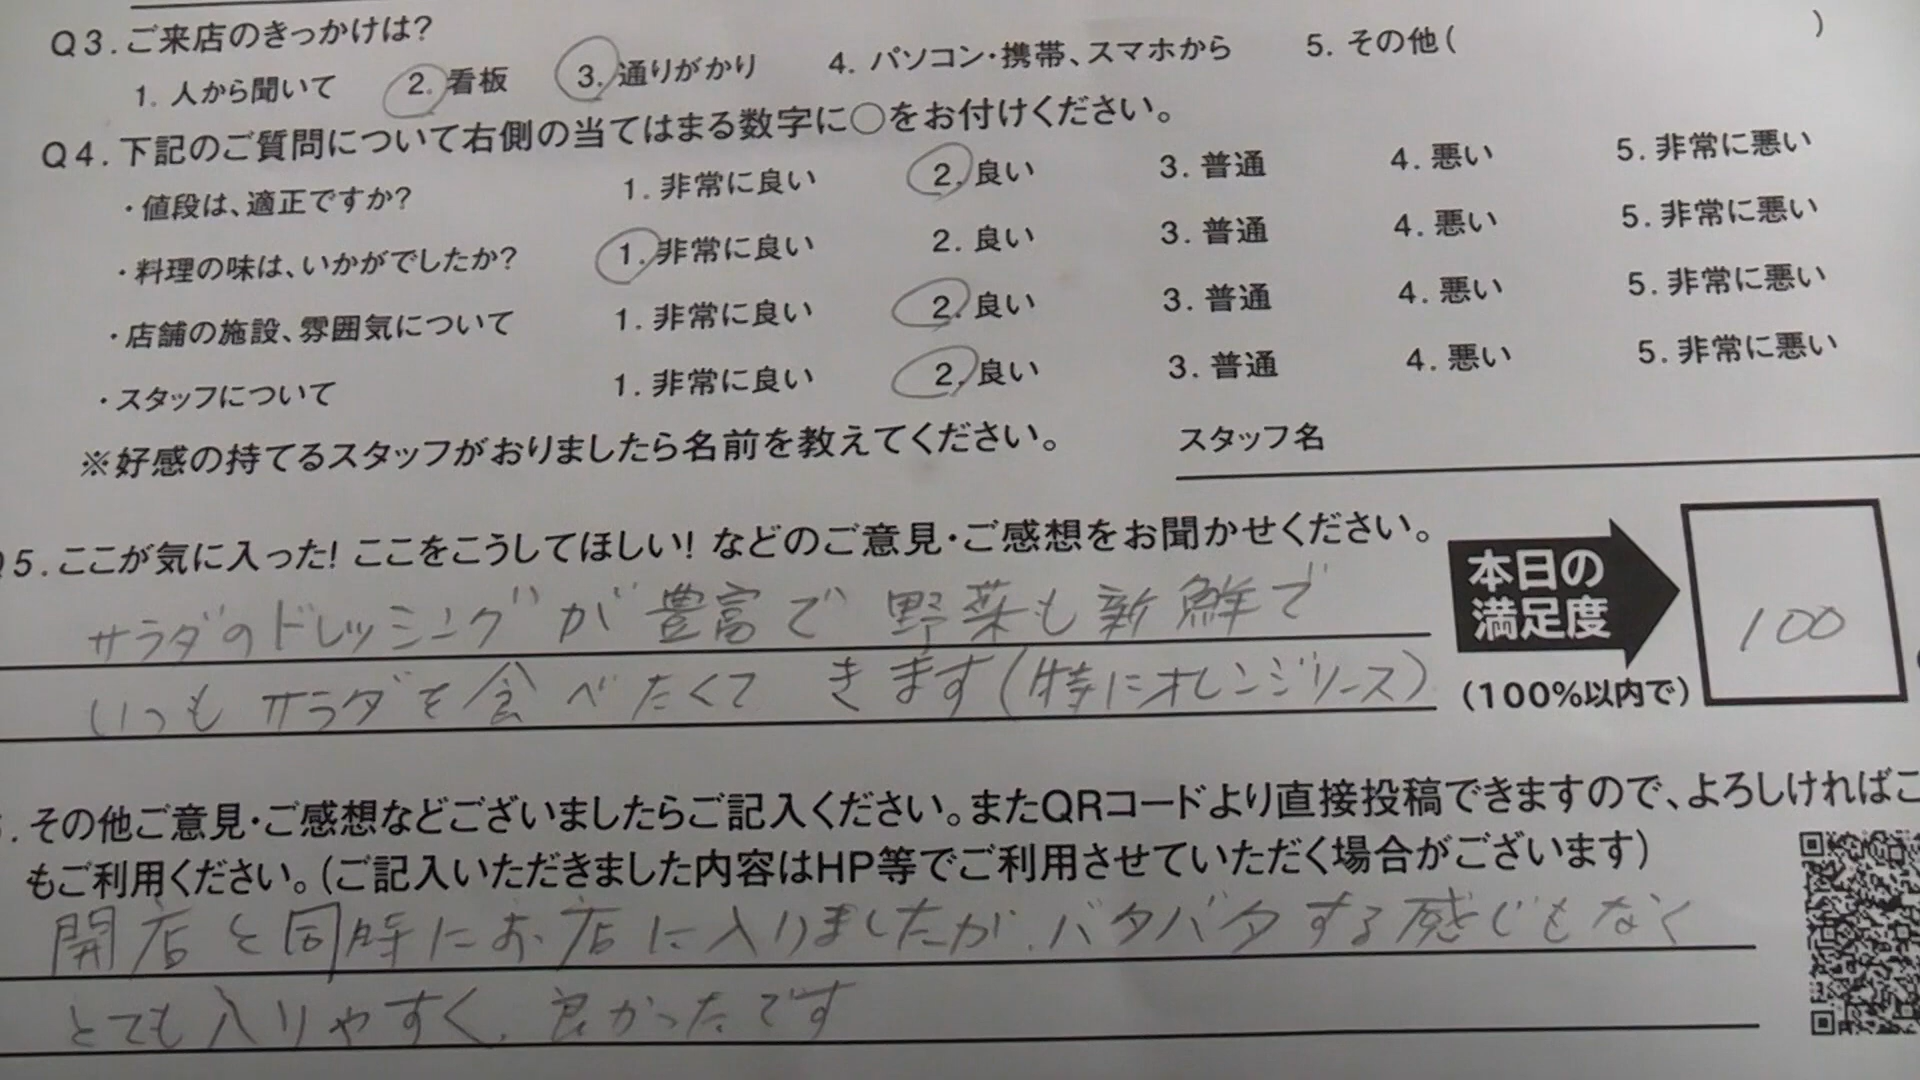 Q3.ご来店のきっかけは?
1. 人から聞いて 2. 看板 3. 通りがかり 4. パソコン・携帯、スマホから 5. その他( )
Q4.下記のご質問について右側の当てはまる数字に○をお付けください。
・値段は、適正ですか? 1. 非常に良い 2. 良い 3. 普通 4. 悪い 5. 非常に悪い
・料理の味は、いかがでしたか? 1. 非常に良い 2. 良い 3. 普通 4. 悪い 5. 非常に悪い
・店舗の施設、雰囲気について 1. 非常に良い 2. 良い 3. 普通 4. 悪い 5. 非常に悪い
・スタッフについて 1. 非常に良い 2. 良い 3. 普通 4. 悪い 5. 非常に悪い
※好感の持てるスタッフがおりましたら名前を教えてください。 スタッフ名
Q5.ここが気に入った! ここをこうしてほしい! などのご意見・ご感想をお聞かせください。
サラダのドレッシングが豊富で野菜も新鮮で
いつもサラダを食べたくて きます(特にオレンジソース)
本日の
満足度
(100%以内で)
100
.その他ご意見・ご感想などございましたらご記入ください。またQRコードより直接投稿できますので、よろしければこ
もご利用ください。(ご記入いただきました内容はHP等でご利用させていただく場合がございます)
開店と同時にお店に入りましたが、バタバタする感じもなく
とても入りやすく、良かったです